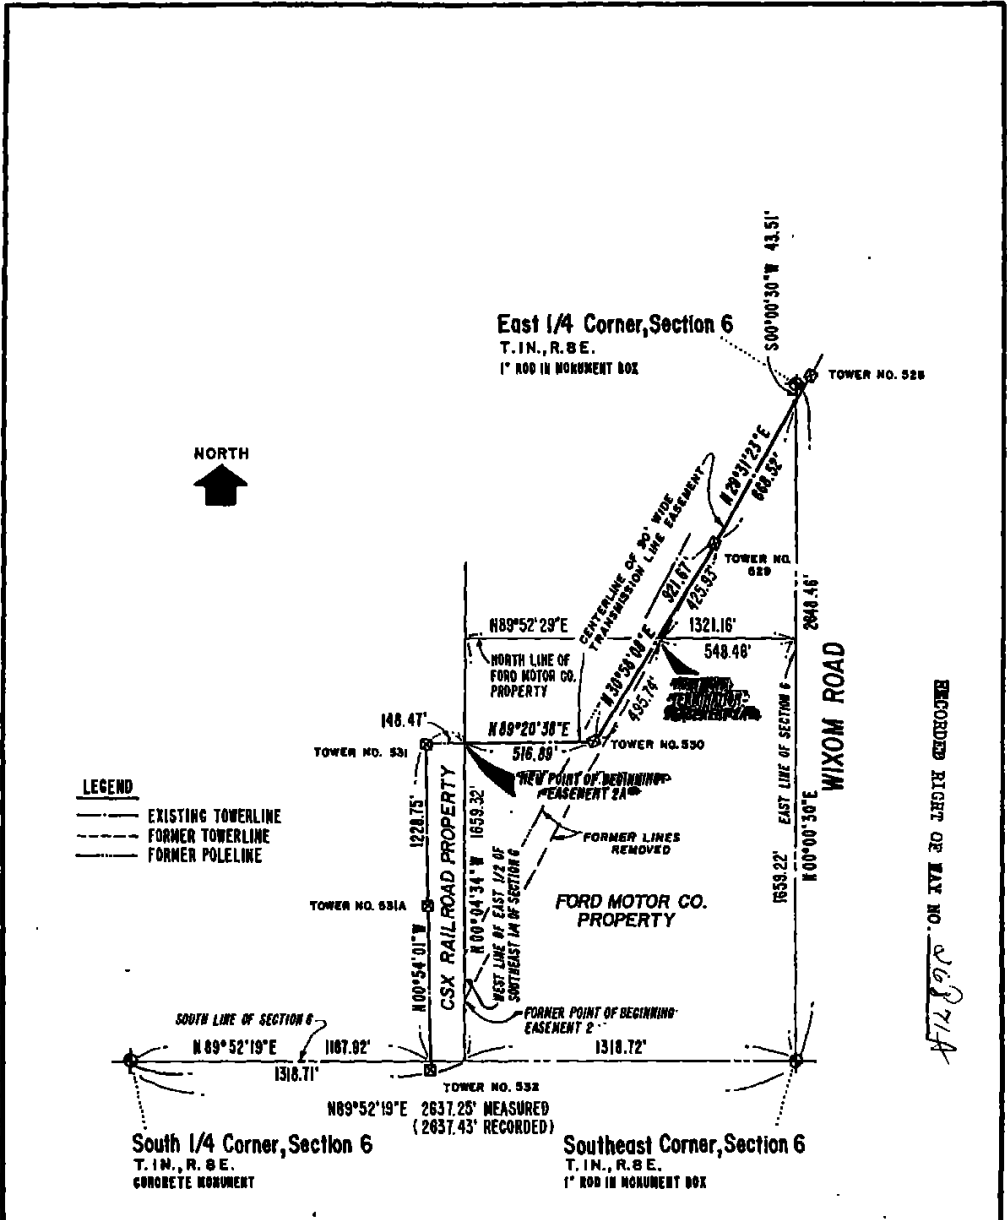 S00°00'30"W 43.51'
East 1/4 Corner,Section 6
T.1N.,R.8E.
1" ROD IN MONUMENT BOX
TOWER NO. 528
NORTH
N29°31'23"E
668.52'
CENTERLINE OF 90' WIDE
TRANSMISSION LINE EASEMENT
TOWER NO.
529
921.67'
425.93'
2648.46'
N89°52'29"E
1321.16'
548.48'
NORTH LINE OF
FORD MOTOR CO.
PROPERTY
N30°58'08"E
495.74'
TERMINATION
WIXOM ROAD
EAST LINE OF SECTION 6
148.47'
N89°20'38"E
516.89'
TOWER NO. 531
TOWER NO. 530
NEW POINT OF BEGINNING
EASEMENT 2A
LEGEND
EXISTING TOWERLINE
FORMER TOWERLINE
FORMER POLELINE
1228.75'
CSX RAILROAD PROPERTY
1659.32'
N00°04'34"W
WEST LINE OF EAST 1/2 OF
SOUTHEAST 1/4 OF SECTION 6
FORMER LINES
REMOVED
1659.22'
N00°00'30"E
TOWER NO. 531A
FORD MOTOR CO.
PROPERTY
N00°54'01"W
FORMER POINT OF BEGINNING
EASEMENT 2
SOUTH LINE OF SECTION 6
N89°52'19"E 1187.92'
1318.71'
1318.72'
TOWER NO. 532
N89°52'19"E 2637.25' MEASURED
(2637.43' RECORDED)
South 1/4 Corner,Section 6
T.1N.,R.8E.
CONCRETE MONUMENT
Southeast Corner,Section 6
T.1N.,R.8E.
1" ROD IN MONUMENT BOX
RECORDED RIGHT OF WAY NO. 26871A